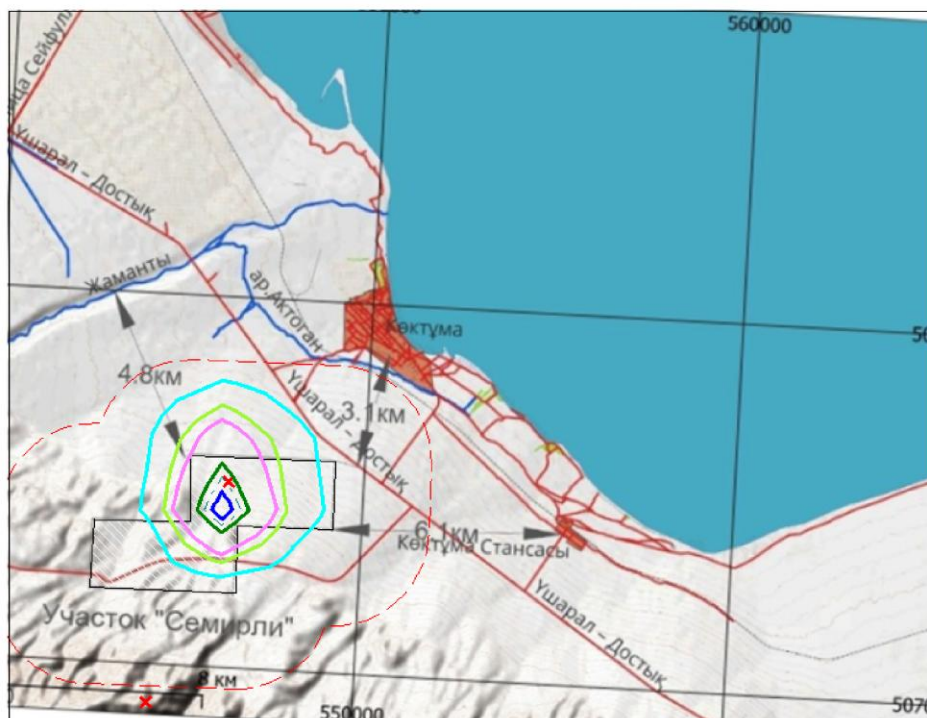 560000
Үшарал – Достық
Жаманты
ар.Актоган
Көктұма
4.8км
3.1км
Үшарал – Достық
6.1км
Көктұма Стансасы
Үшарал – Достық
Участок "Семирли"
8 км
1
550000